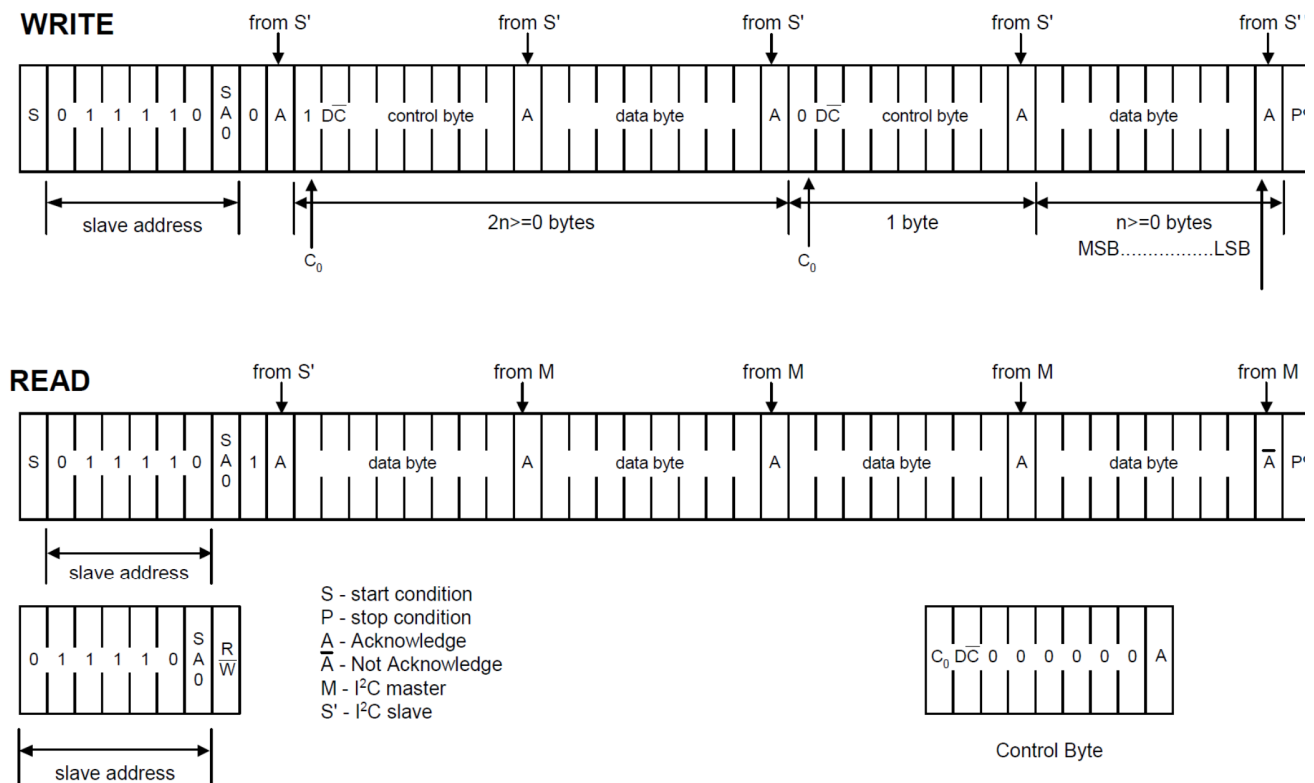 WRITE
from S' from S' from S' from S' from S'
S 0 1 1 1 1 0 SA0 0 A 1 DC̅ control byte A data byte A 0 DC̅ control byte A data byte A P
slave address 2n>=0 bytes 1 byte n>=0 bytes
MSB.................LSB
C₀ C₀
READ
from S' from M from M from M from M
S 0 1 1 1 1 0 SA0 1 A data byte A data byte A data byte A data byte A̅ P
slave address
S - start condition
P - stop condition
A - Acknowledge
A̅ - Not Acknowledge
M - I²C master
S' - I²C slave
0 1 1 1 1 0 SA0 R/W̅
C₀ DC̅ 0 0 0 0 0 0 A
Control Byte
slave address